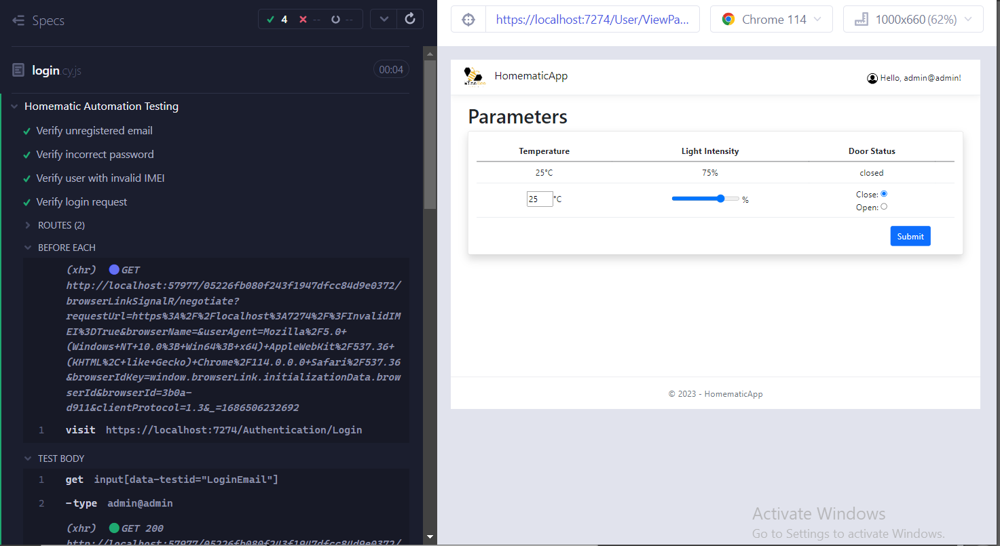 Specs
4 -- --
login.cy.js
00:04
Homematic Automation Testing
Verify unregistered email
Verify incorrect password
Verify user with invalid IMEI
Verify login request
ROUTES (2)
BEFORE EACH
(xhr) GET
http://localhost:57977/05226fb080f243f1947dfcc84d9e0372/
browserLinkSignalR/negotiate?
requestUrl=https%3A%2F%2Flocalhost%3A7274%2F%3FInvalidIM
EI%3DTrue&browserName=&userAgent=Mozilla%2F5.0+
(Windows+NT+10.0%3B+Win64%3B+x64)+AppleWebKit%2F537.36+
(KHTML%2C+like+Gecko)+Chrome%2F114.0.0.0+Safari%2F537.36
&browserIdKey=window.browserLink.initializationData.brow
serId&browserId=3b0a-
d911&clientProtocol=1.3&_=1686506232692
1 visit https://localhost:7274/Authentication/Login
TEST BODY
1 get input[data-testid="LoginEmail"]
2 -type admin@admin
(xhr) GET 200
http://localhost:57977/05226fb080f243f1947dfcc84d9e0372/
https://localhost:7274/User/ViewPa...
Chrome 114
1000x660 (62%)
wiseBee
HomematicApp
Hello, admin@admin!
Parameters
Temperature Light Intensity Door Status
25°C 75% closed
25 °C % Close:
Open:
Submit
© 2023 - HomematicApp
Activate Windows
Go to Settings to activate Windows.